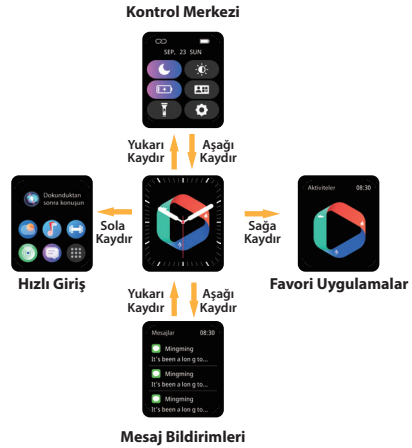 Kontrol Merkezi
SEP, 23 SUN
Yukarı Kaydır
Aşağı Kaydır
Dokunduktan
sonra konuşun
Sola
Kaydır
Hızlı Giriş
Sağa
Kaydır
Aktiviteler 08:30
Favori Uygulamalar
Yukarı Kaydır
Aşağı Kaydır
Mesajlar 08:30
Mingming
It's been a lon g to...
Mingming
It's been a lon g to...
Mingming
It's been a lon g to...
Mesaj Bildirimleri